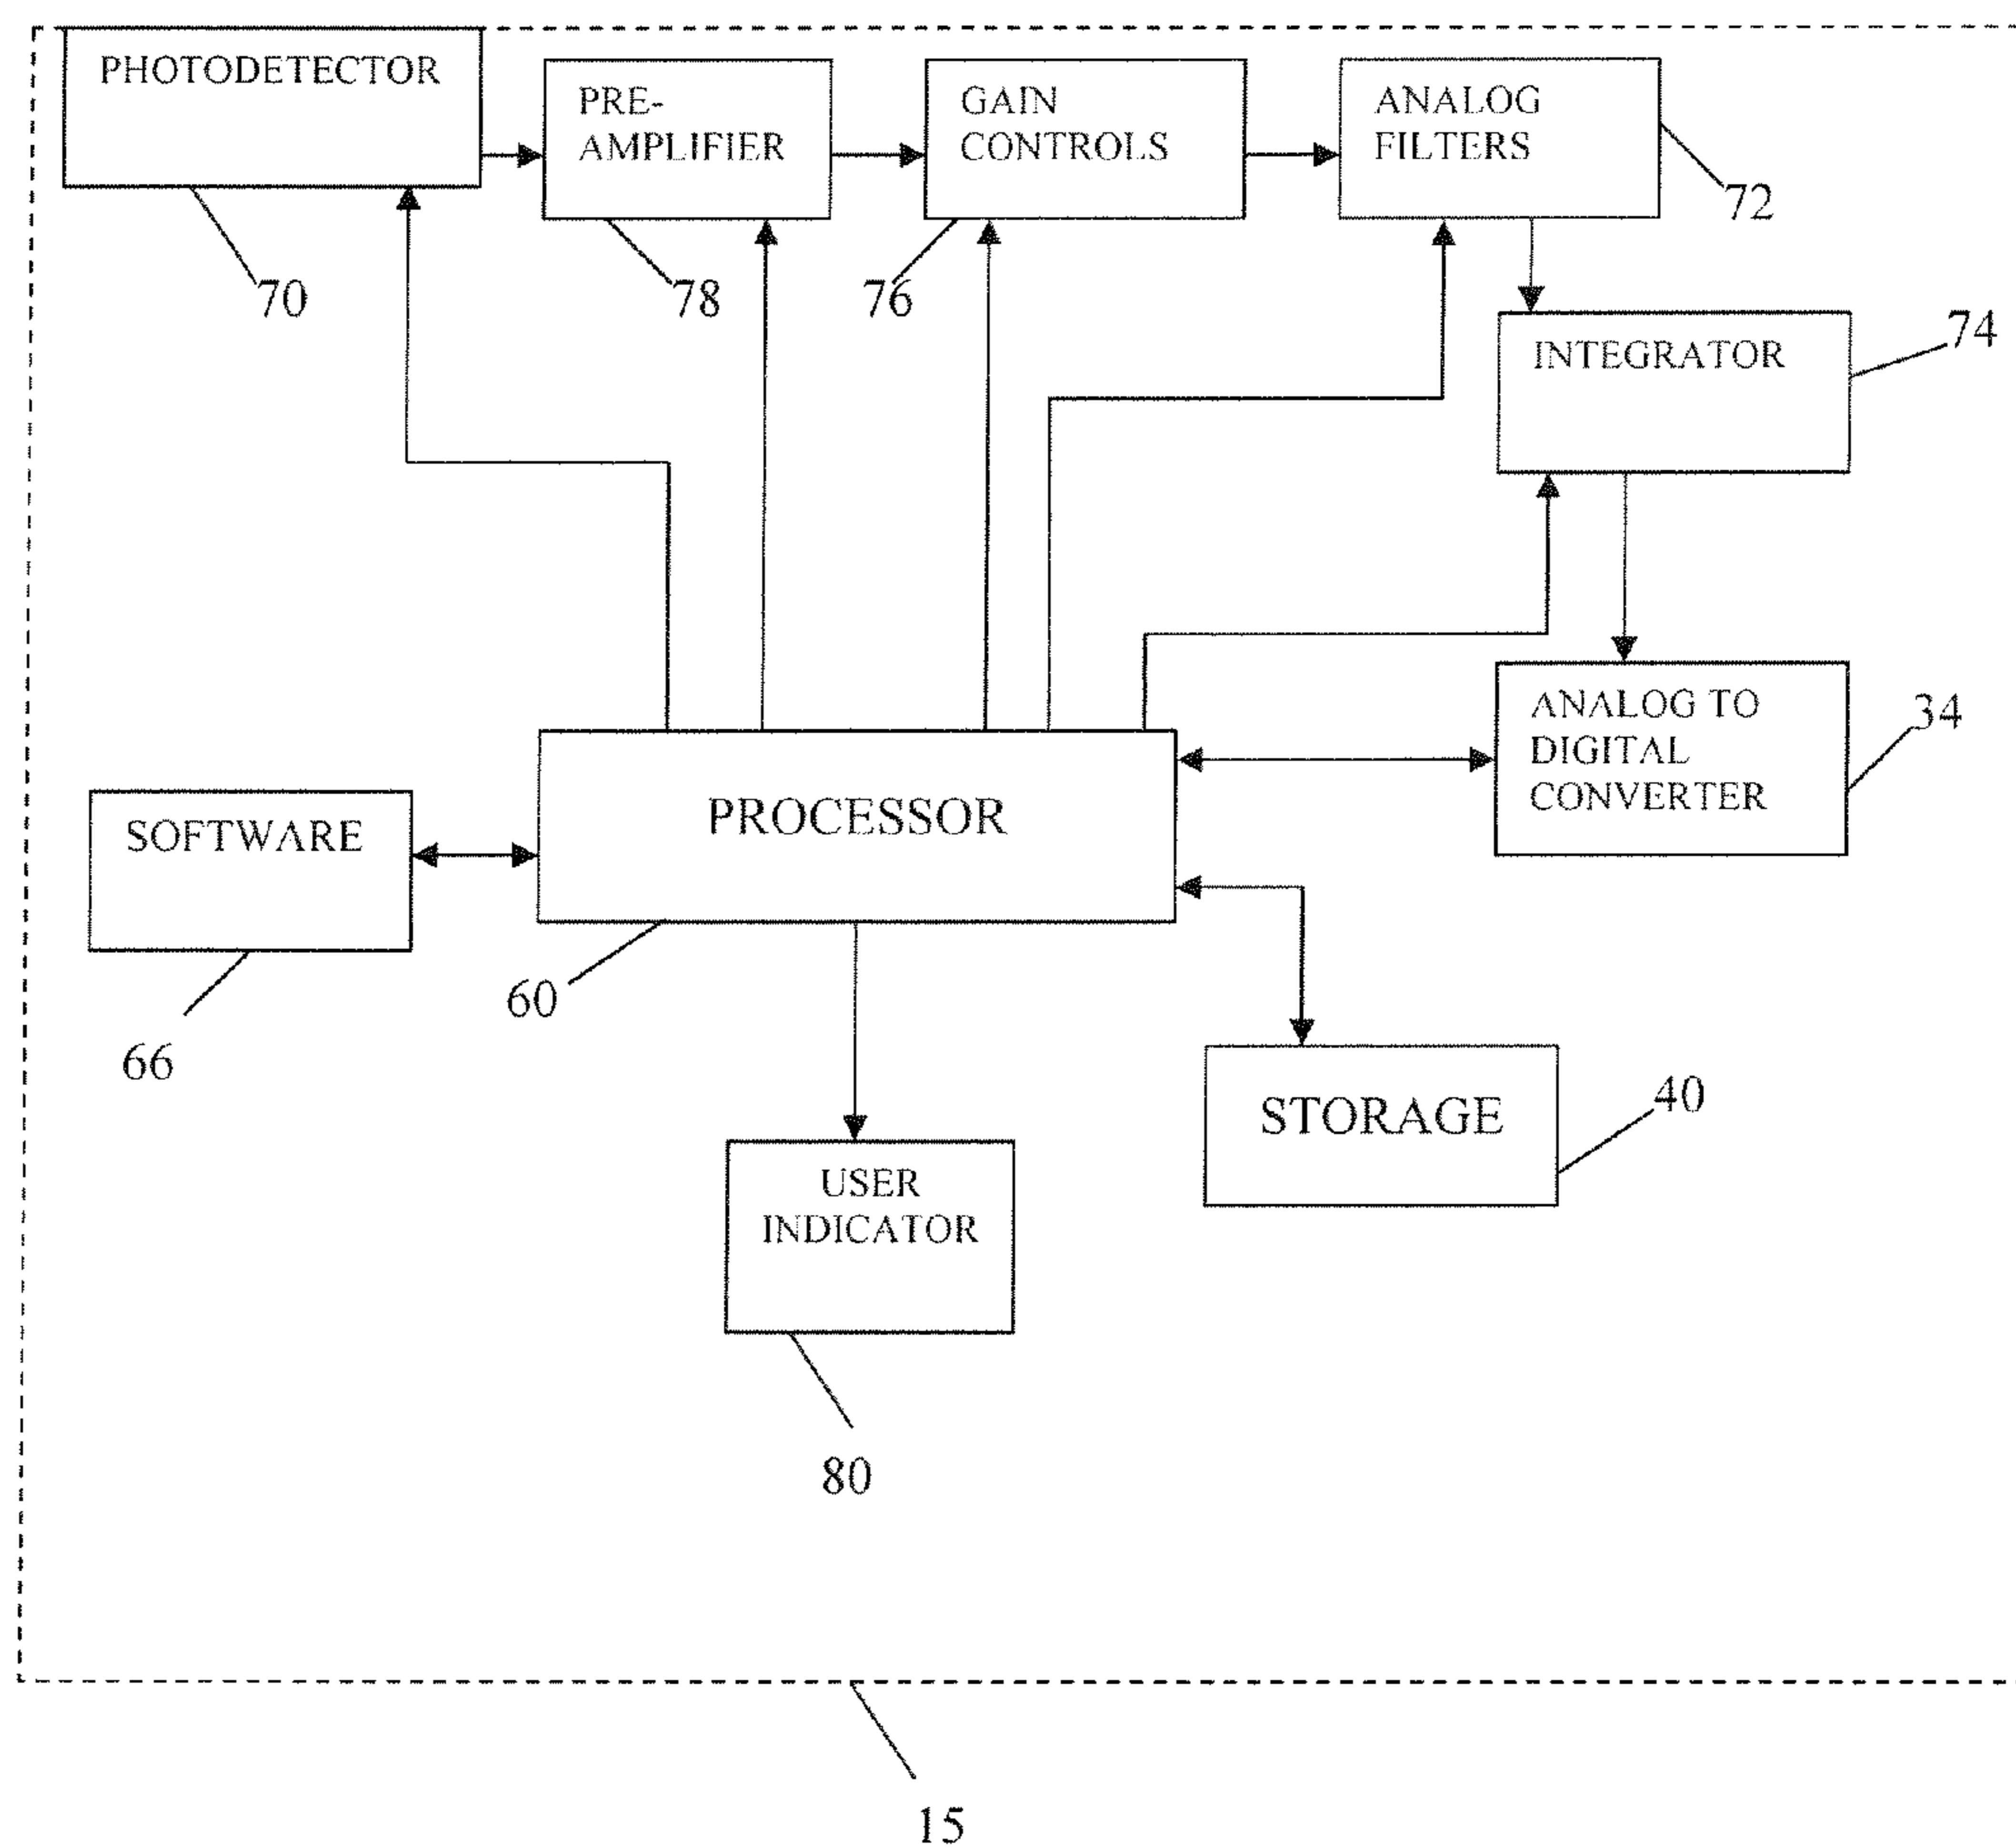 PHOTODETECTOR
PRE-
AMPLIFIER
GAIN
CONTROLS
ANALOG
FILTERS
72
70
78
76
INTEGRATOR
74
ANALOG TO
DIGITAL
CONVERTER
34
SOFTWARE
PROCESSOR
60
66
STORAGE
40
USER
INDICATOR
80
15